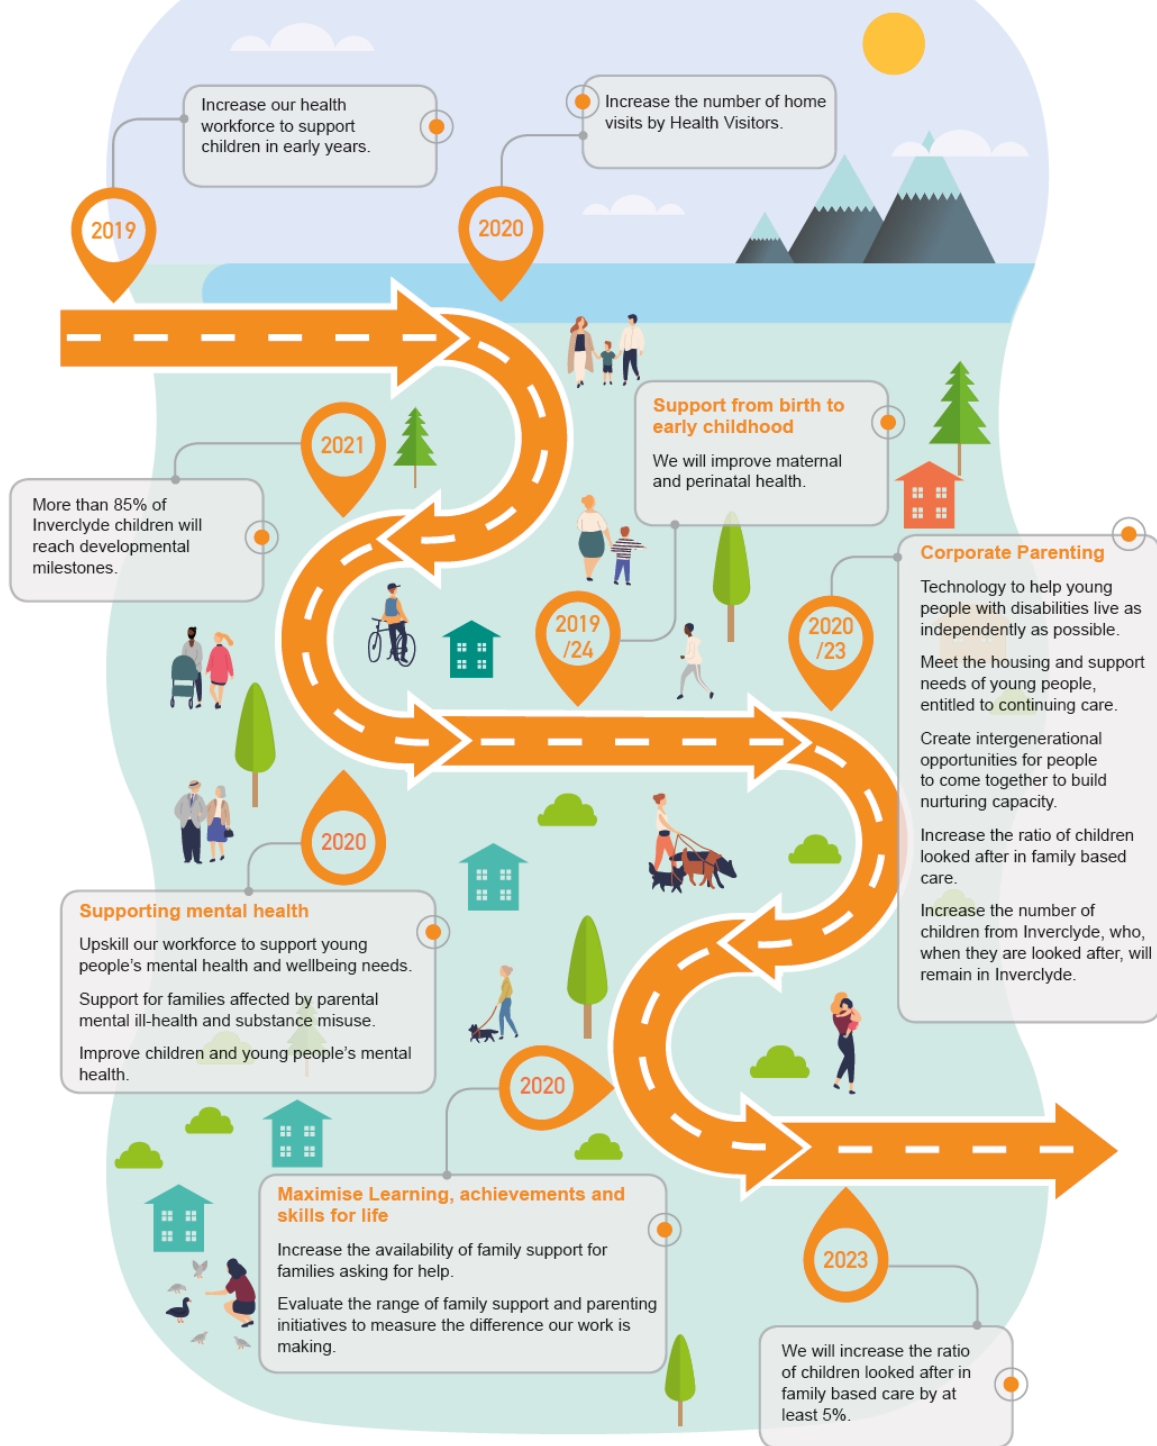 Increase our health
workforce to support
children in early years.
Increase the number of home
visits by Health Visitors.
2019
2020
Support from birth to
early childhood
We will improve maternal
and perinatal health.
2021
More than 85% of
Inverclyde children will
reach developmental
milestones.
2019
/24
2020
/23
Corporate Parenting
Technology to help young
people with disabilities live as
independently as possible.
Meet the housing and support
needs of young people,
entitled to continuing care.
Create intergenerational
opportunities for people
to come together to build
nurturing capacity.
Increase the ratio of children
looked after in family based
care.
Increase the number of
children from Inverclyde, who,
when they are looked after, will
remain in Inverclyde.
2020
Supporting mental health
Upskill our workforce to support young
people's mental health and wellbeing needs.
Support for families affected by parental
mental ill-health and substance misuse.
Improve children and young people's mental
health.
2020
Maximise Learning, achievements and
skills for life
Increase the availability of family support for
families asking for help.
Evaluate the range of family support and parenting
initiatives to measure the difference our work is
making.
2023
We will increase the ratio
of children looked after in
family based care by at
least 5%.